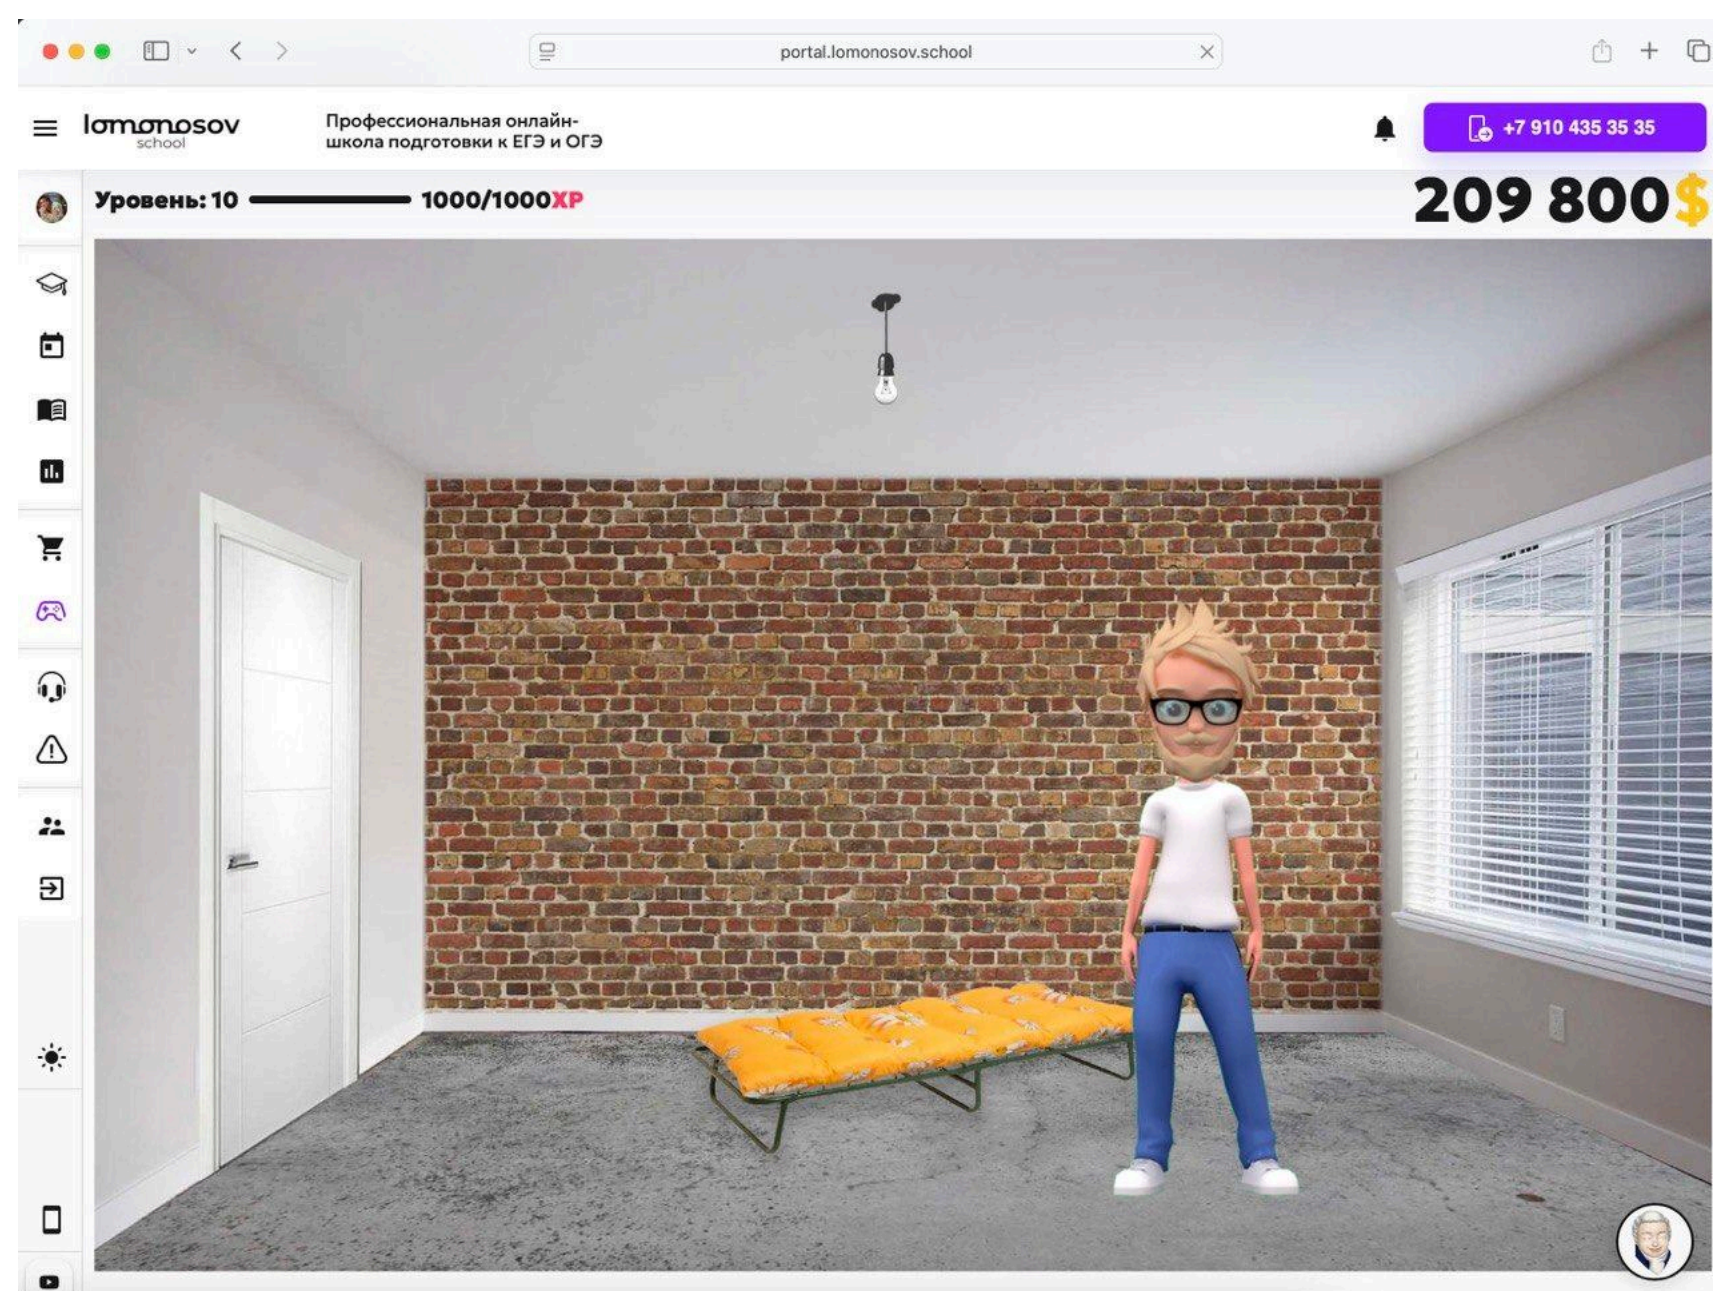 portal.lomonosov.school
lomonosov
school
Профессиональная онлайн-
школа подготовки к ЕГЭ и ОГЭ
+7 910 435 35 35
Уровень: 10
1000/1000XP
209 800$